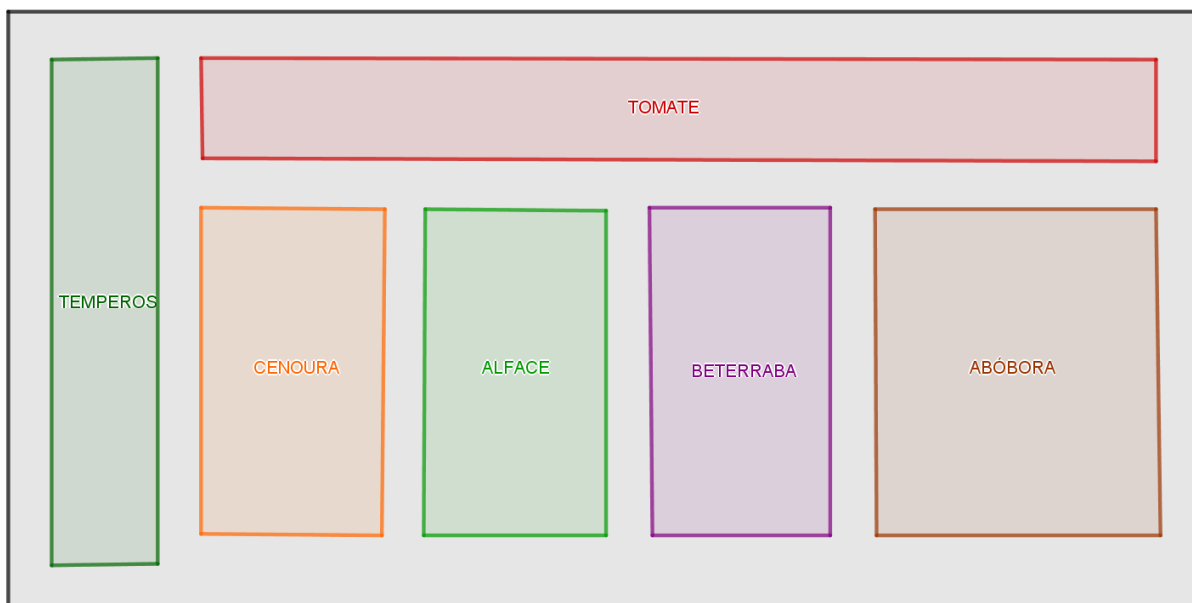 TOMATE
TEMPEROS
CENOURA
ALFACE
BETERRABA
ABÓBORA